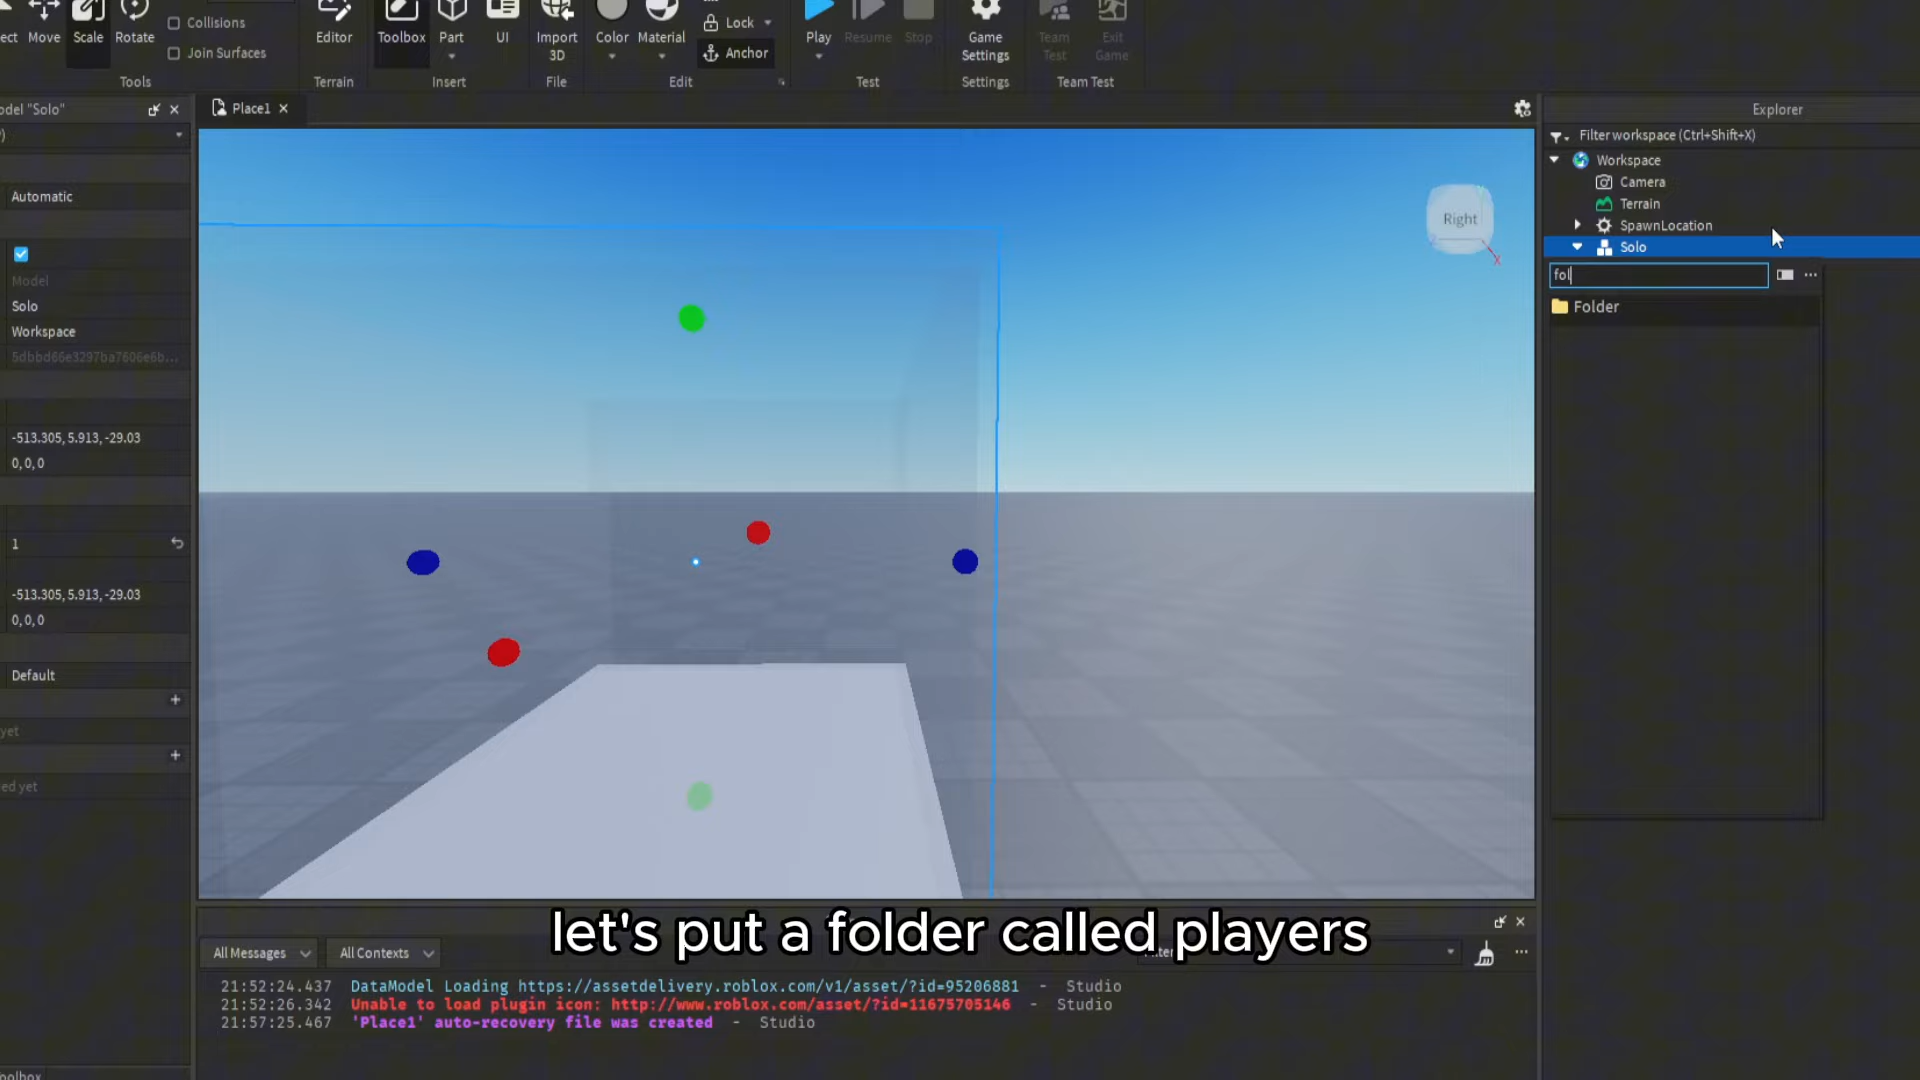 Move Scale Rotate
Collisions
Join Surfaces
Tools
Editor
Terrain
Toolbox Part UI
Insert
Import
3D
File
Color Material
Lock
Anchor
Edit
Play Resume Stop
Test
Game
Settings
Settings
Team
Test
Exit
Game
Team Test
"Solo"
Place1
Automatic
Model
Solo
Workspace
5dbbd66e3297ba7606e6b...
-513.305, 5.913, -29.03
0, 0, 0
1
-513.305, 5.913, -29.03
0, 0, 0
Default
yet
yet
Right
Explorer
Filter workspace (Ctrl+Shift+X)
Workspace
Camera
Terrain
SpawnLocation
Solo
fol
Folder
let's put a folder called players
All Messages All Contexts
21:52:24.437 DataModel Loading https://assetdelivery.roblox.com/v1/asset/?id=95206881 - Studio
21:52:26.342 Unable to load plugin icon: http://www.roblox.com/asset/?id=11675705146 - Studio
21:57:25.467 'Place1' auto-recovery file was created - Studio